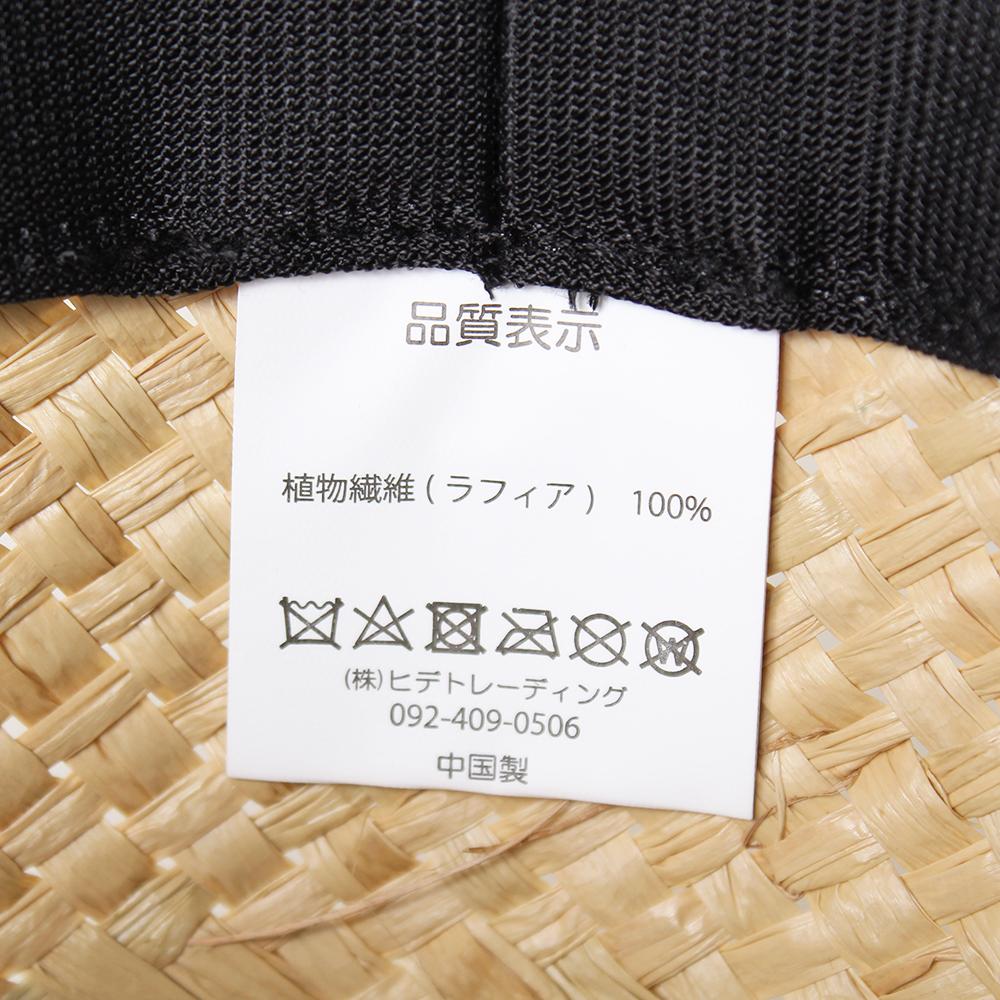 品質表示
植物繊維 ( ラフィア ) 100%
(株)ヒデトレーディング
092-409-0506
中国製